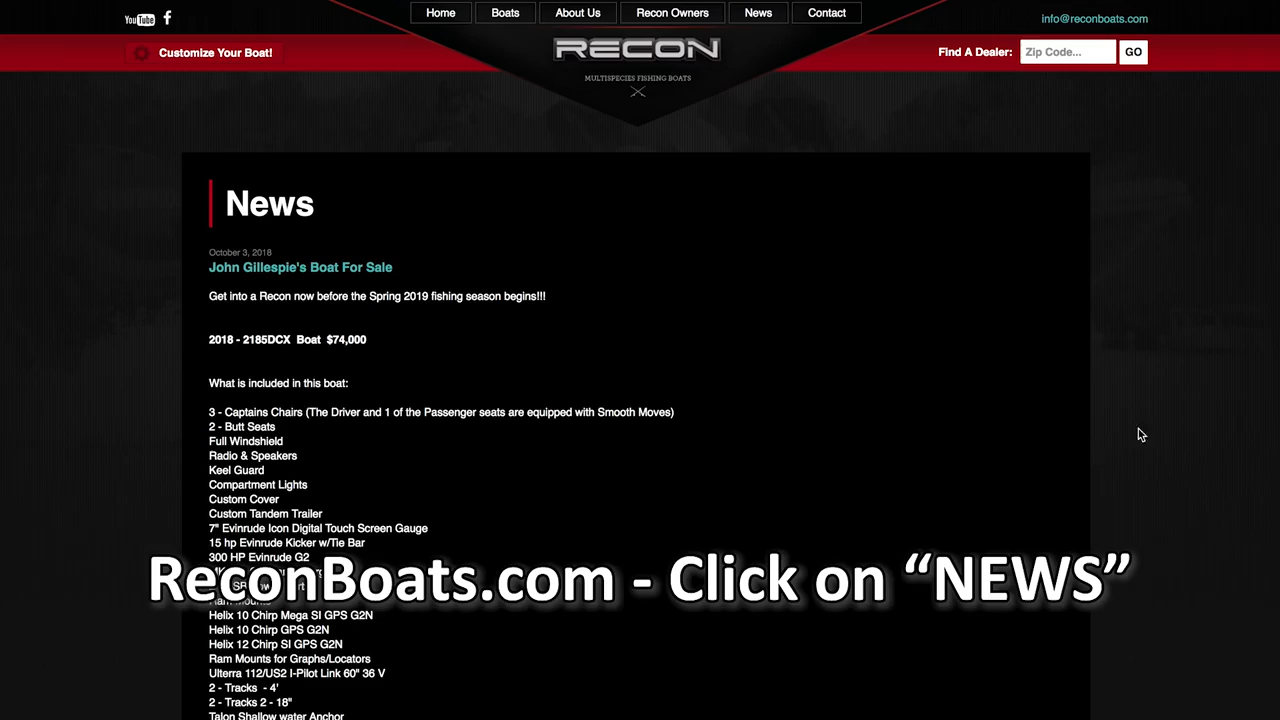 Home Boats About Us Recon Owners News Contact
info@reconboats.com
You Tube
Customize Your Boat!
RECON
MULTISPECIES FISHING BOATS
Find A Dealer: Zip Code... GO
News
October 3, 2018
John Gillespie's Boat For Sale
Get into a Recon now before the Spring 2019 fishing season begins!!!
2018 - 2185DCX Boat $74,000
What is included in this boat:
3 - Captains Chairs (The Driver and 1 of the Passenger seats are equipped with Smooth Moves)
2 - Butt Seats
Full Windshield
Radio & Speakers
Keel Guard
Compartment Lights
Custom Cover
Custom Tandem Trailer
7" Evinrude Icon Digital Touch Screen Gauge
15 hp Evinrude Kicker w/Tie Bar
300 HP Evinrude G2
ReconBoats.com - Click on “NEWS”
Ram Mounts
Helix 10 Chirp Mega SI GPS G2N
Helix 10 Chirp GPS G2N
Helix 12 Chirp SI GPS G2N
Ram Mounts for Graphs/Locators
Ulterra 112/US2 I-Pilot Link 60" 36 V
2 - Tracks - 4'
2 - Tracks 2 - 18"
Talon Shallow water Anchor